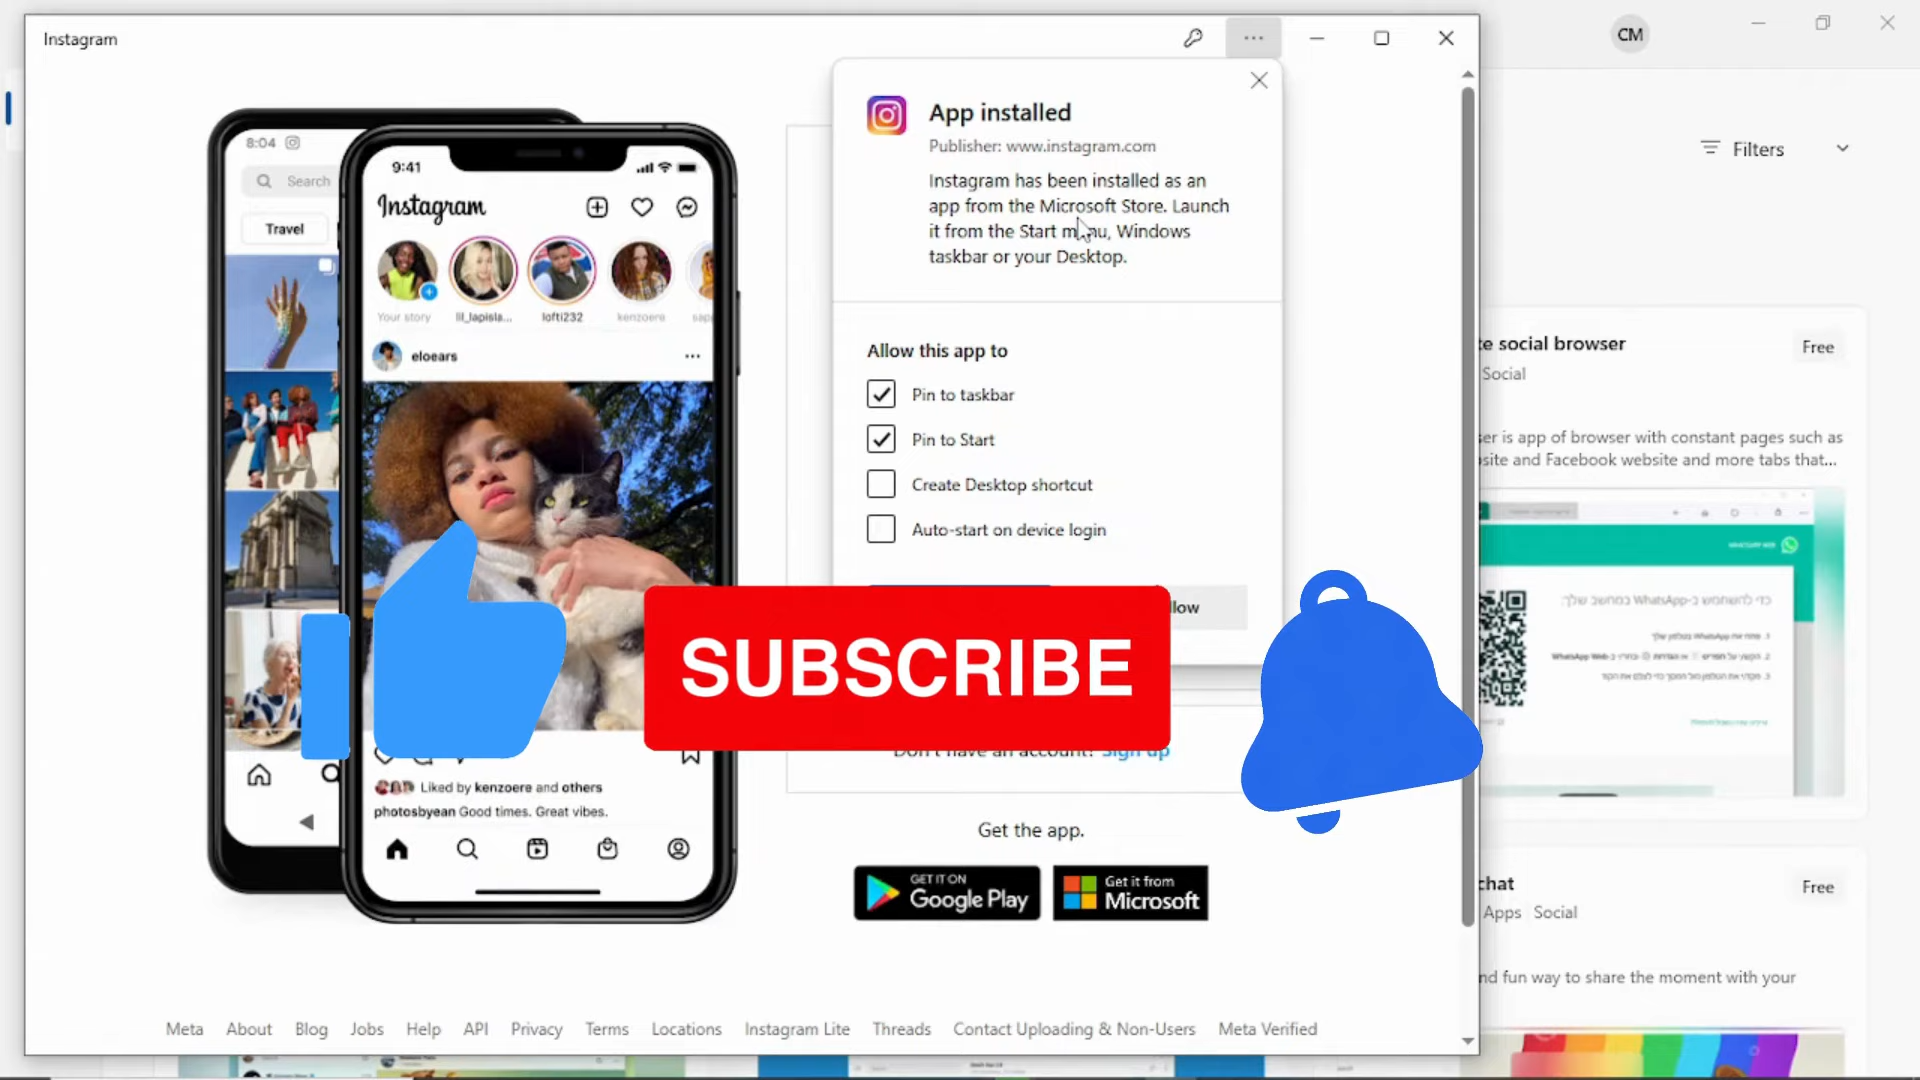 Instagram
CM
App installed
Publisher: www.instagram.com
Instagram has been installed as an
app from the Microsoft Store. Launch
it from the Start menu, Windows
taskbar or your Desktop.
Allow this app to
Pin to taskbar
Pin to Start
Create Desktop shortcut
Auto-start on device login
SUBSCRIBE
Sign up
Get the app.
GET IT ON
Google Play
Get it from
Microsoft
8:04
Search
Travel
9:41
Instagram
Your story
lil_lapisla...
lofti232
kenzoere
eloears
Liked by kenzoere and others
photosbyean Good times. Great vibes.
Filters
social browser
Free
Social
is app of browser with constant pages such as
and Facebook website and more tabs that...
Free
Apps Social
fun way to share the moment with your
Meta About Blog Jobs Help API Privacy Terms Locations Instagram Lite Threads Contact Uploading & Non-Users Meta Verified